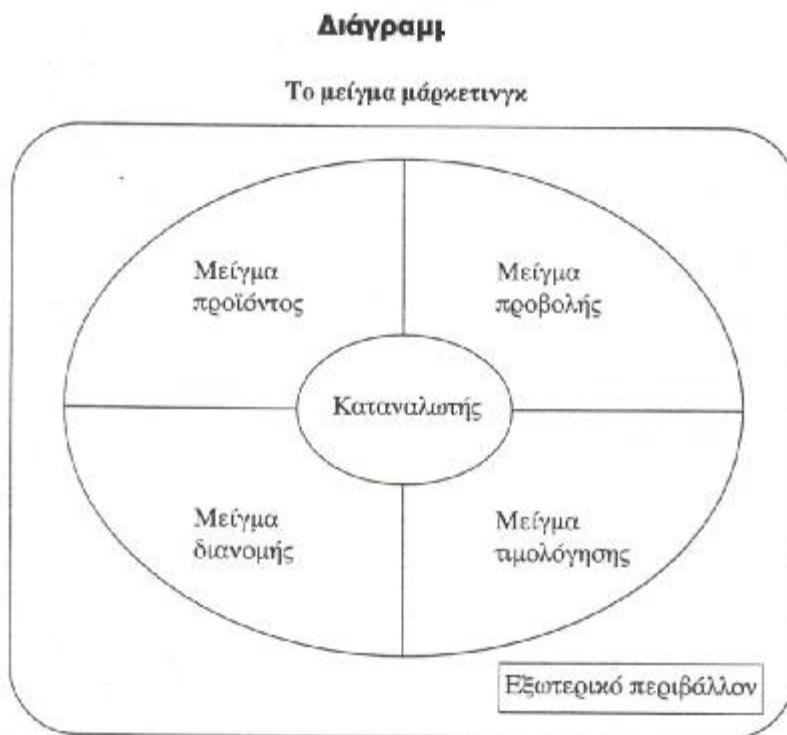 Διάγραμμ
Το μείγμα μάρκετινγκ
Μείγμα
προϊόντος
Μείγμα
προβολής
Καταναλωτής
Μείγμα
διανομής
Μείγμα
τιμολόγησης
Εξωτερικό περιβάλλον